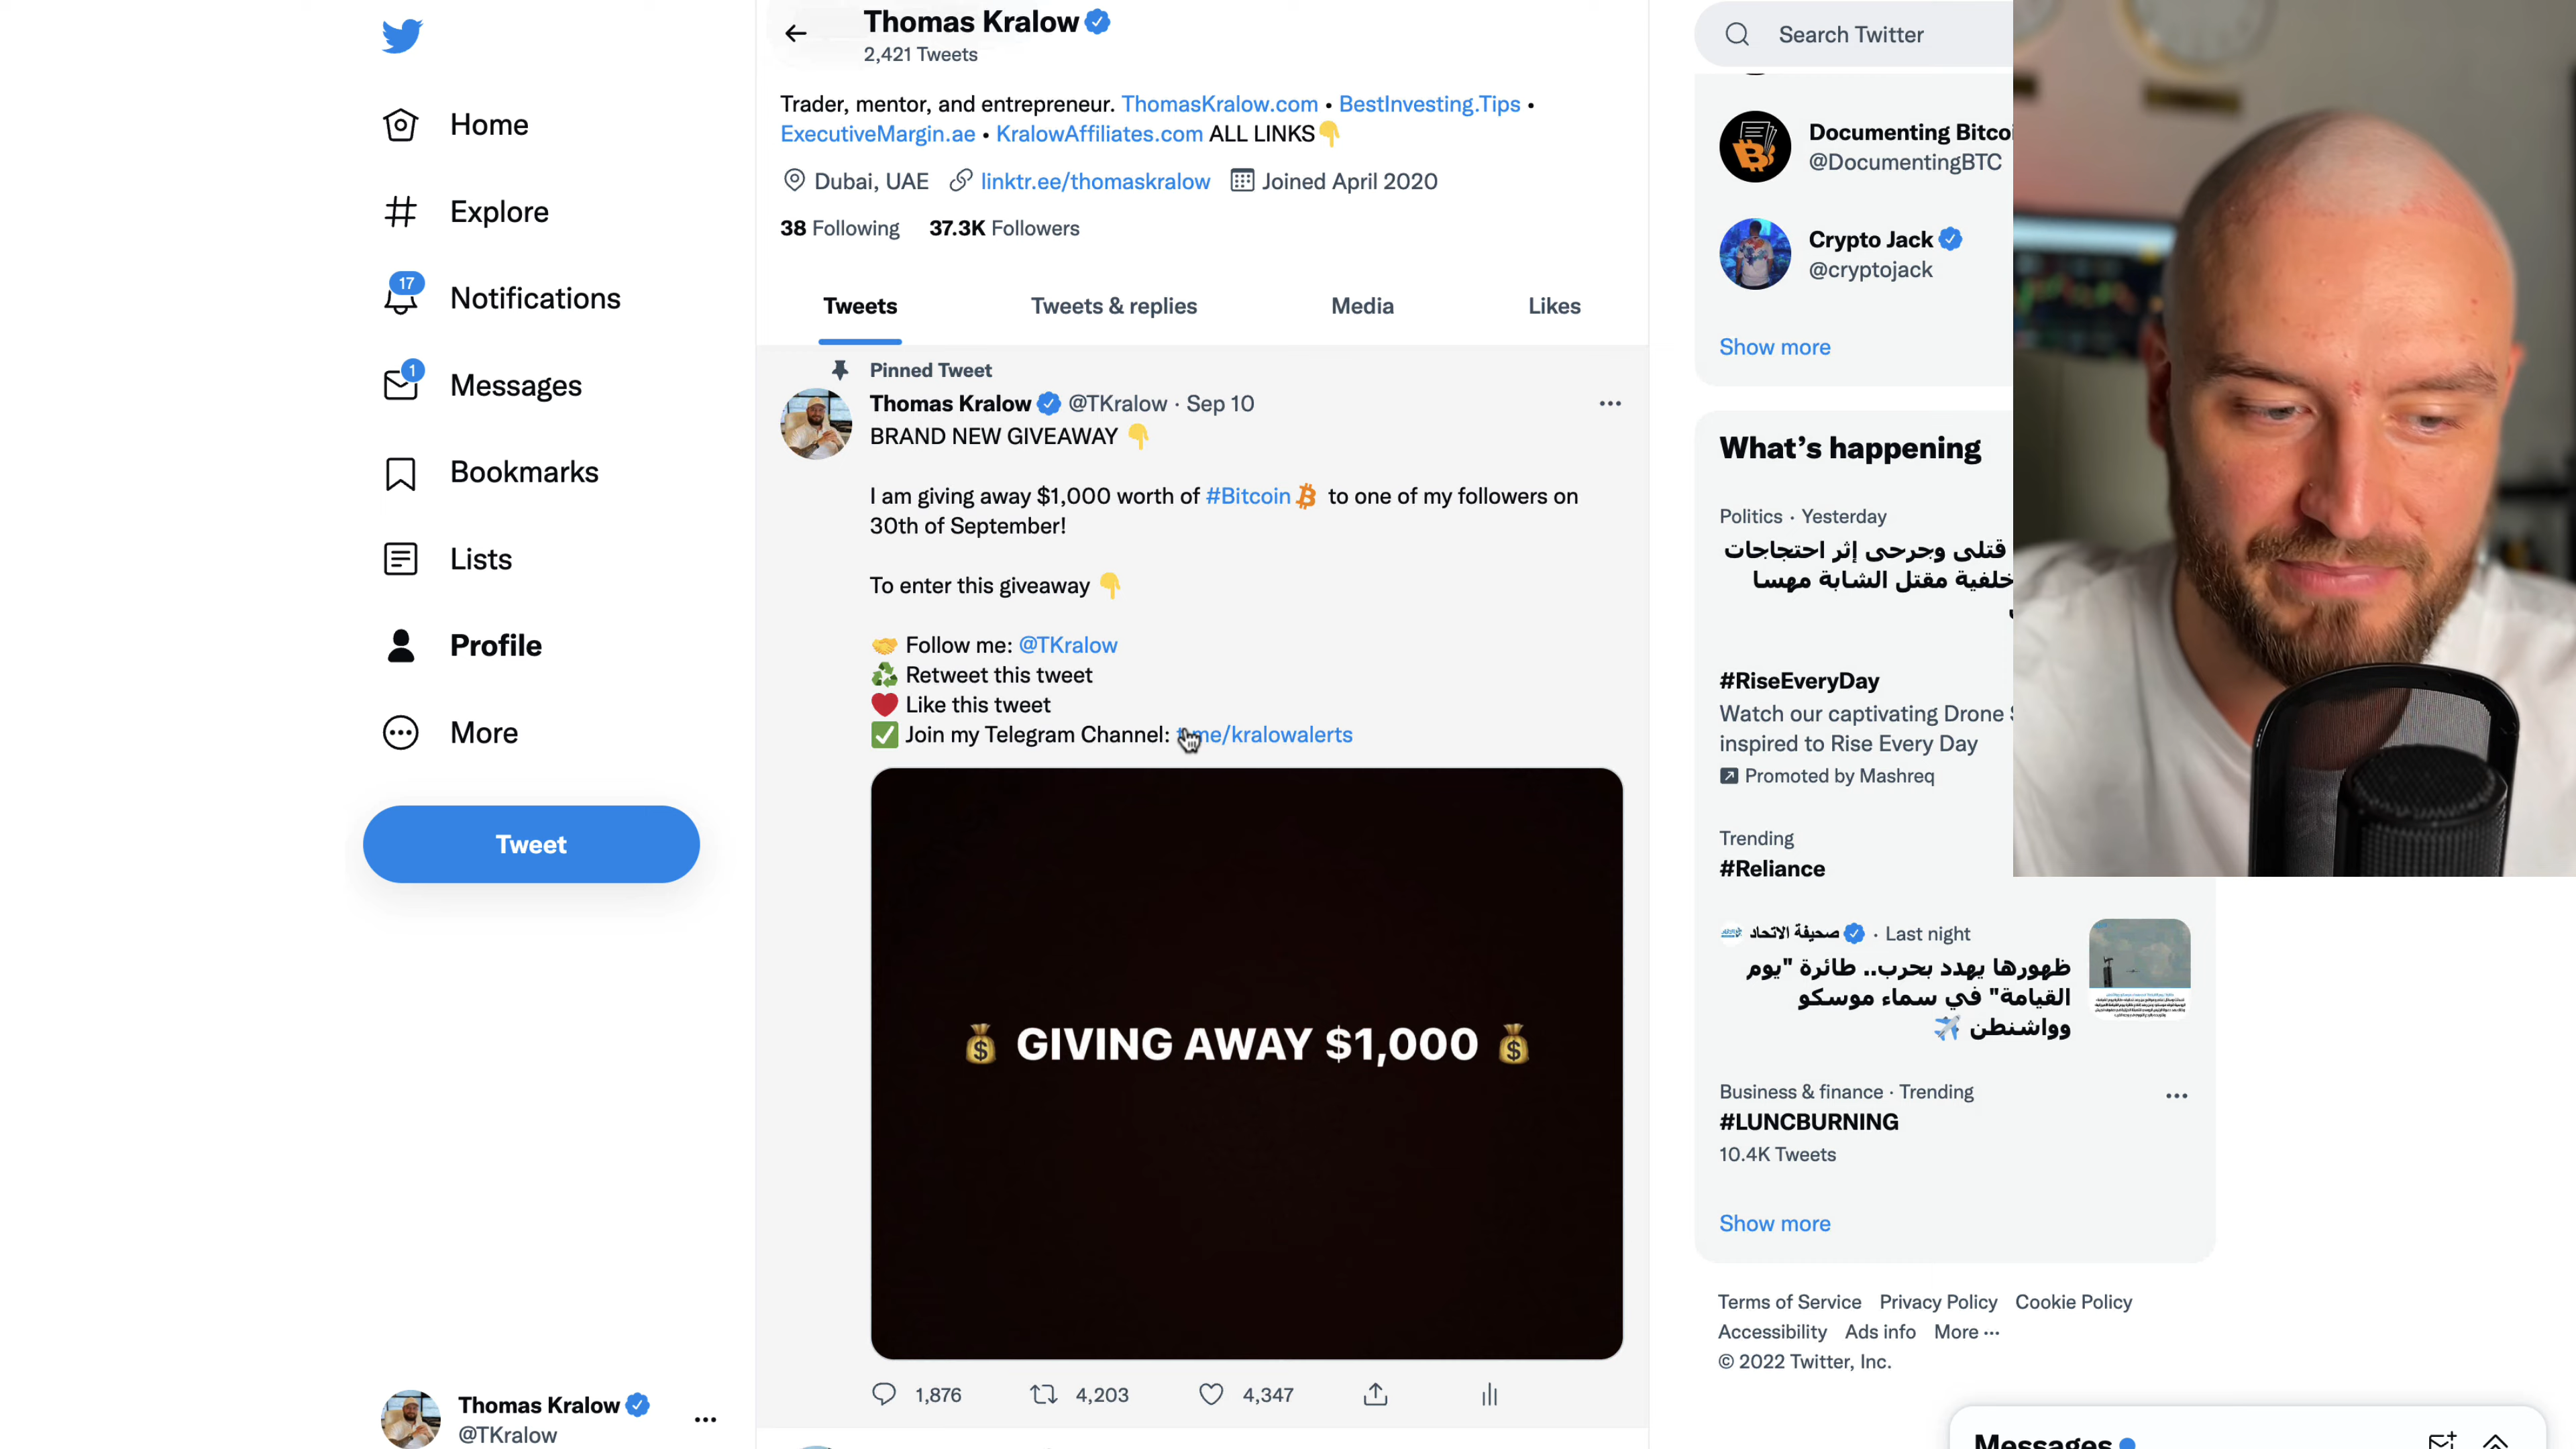 Home
Explore
17
Notifications
1
Messages
Bookmarks
Lists
Profile
More
Tweet
Thomas Kralow
@TKralow
Thomas Kralow
2,421 Tweets
Trader, mentor, and entrepreneur. ThomasKralow.com • BestInvesting.Tips •
ExecutiveMargin.ae • KralowAffiliates.com ALL LINKS👇
Dubai, UAE linktr.ee/thomaskralow Joined April 2020
38 Following 37.3K Followers
Tweets Tweets & replies Media Likes
Pinned Tweet
Thomas Kralow @TKralow · Sep 10
BRAND NEW GIVEAWAY 👇
I am giving away $1,000 worth of #Bitcoin to one of my followers on
30th of September!
To enter this giveaway 👇
🤝 Follow me: @TKralow
♻️ Retweet this tweet
❤️ Like this tweet
✅ Join my Telegram Channel: me/kralowalerts
💰 GIVING AWAY $1,000 💰
1,876 4,203 4,347
Search Twitter
Documenting Bitco
@DocumentingBTC
Crypto Jack
@cryptojack
Show more
What's happening
Politics · Yesterday
قتلى وجرحى إثر احتجاجات
خلفية مقتل الشابة مهسا
#RiseEveryDay
Watch our captivating Drone
inspired to Rise Every Day
Promoted by Mashreq
Trending
#Reliance
صحيفة الاتحاد · Last night
ظهورها يهدد بحرب.. طائرة "يوم
القيامة" في سماء موسكو
وواشنطن ✈️
Business & finance · Trending
#LUNCBURNING
10.4K Tweets
Show more
Terms of Service Privacy Policy Cookie Policy
Accessibility Ads info More ···
© 2022 Twitter, Inc.
Messages